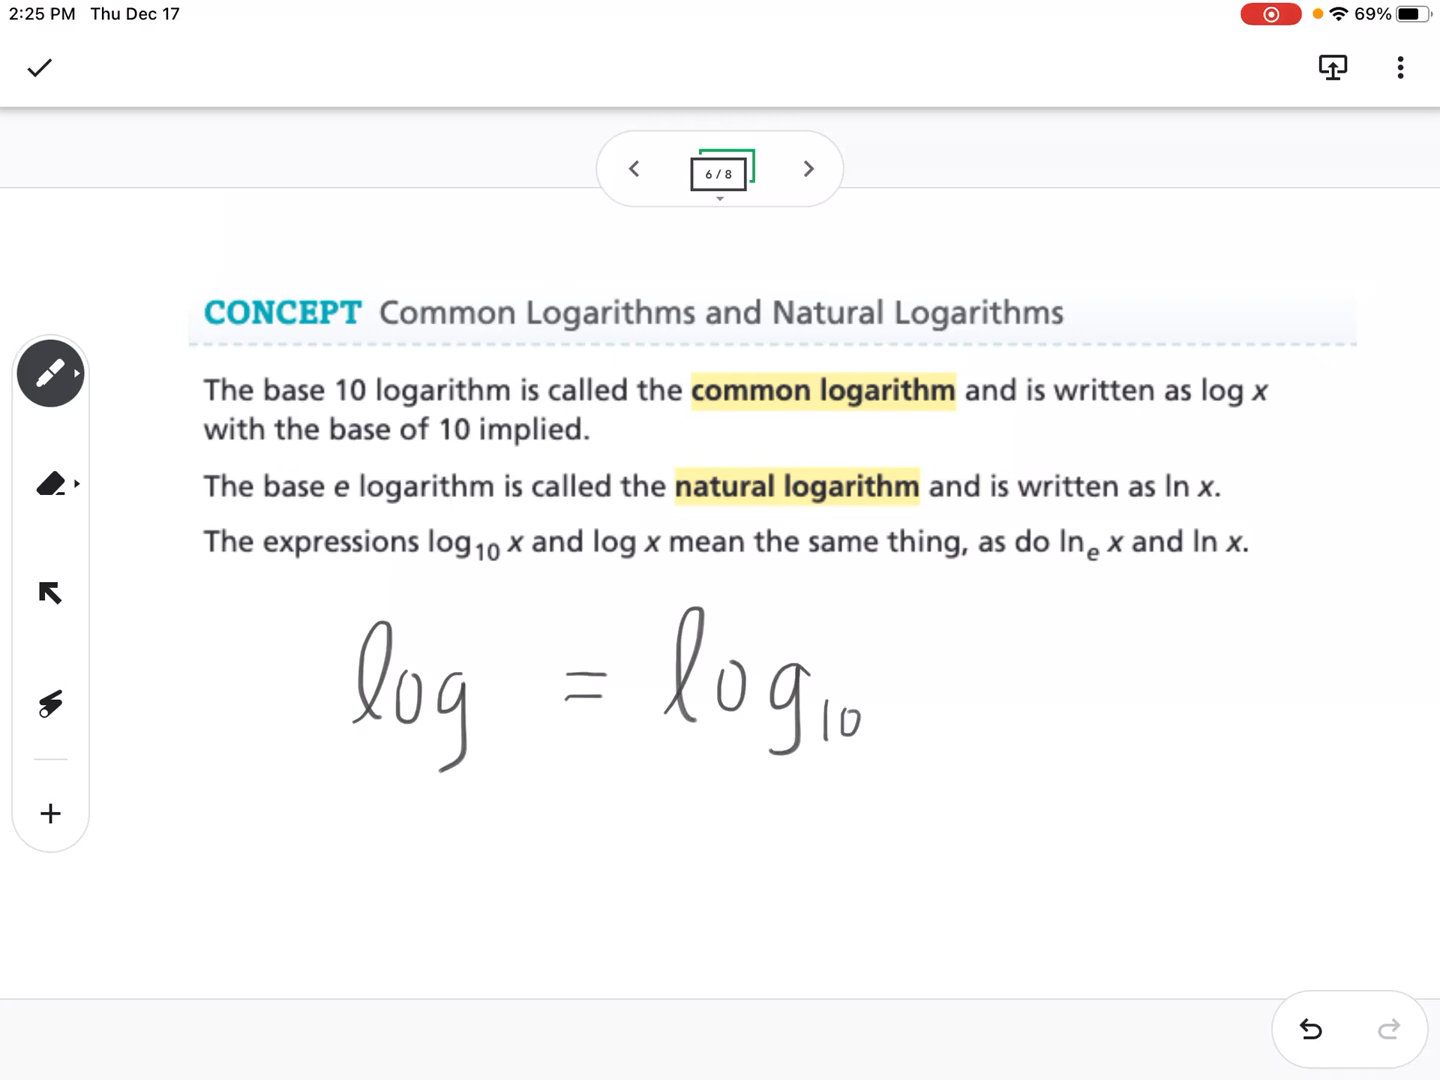 2:25 PM Thu Dec 17
69%
6 / 8
CONCEPT Common Logarithms and Natural Logarithms
The base 10 logarithm is called the common logarithm and is written as log x
with the base of 10 implied.
The base e logarithm is called the natural logarithm and is written as ln x.
The expressions log₁₀ x and log x mean the same thing, as do lnₑ x and ln x.
log = log₁₀